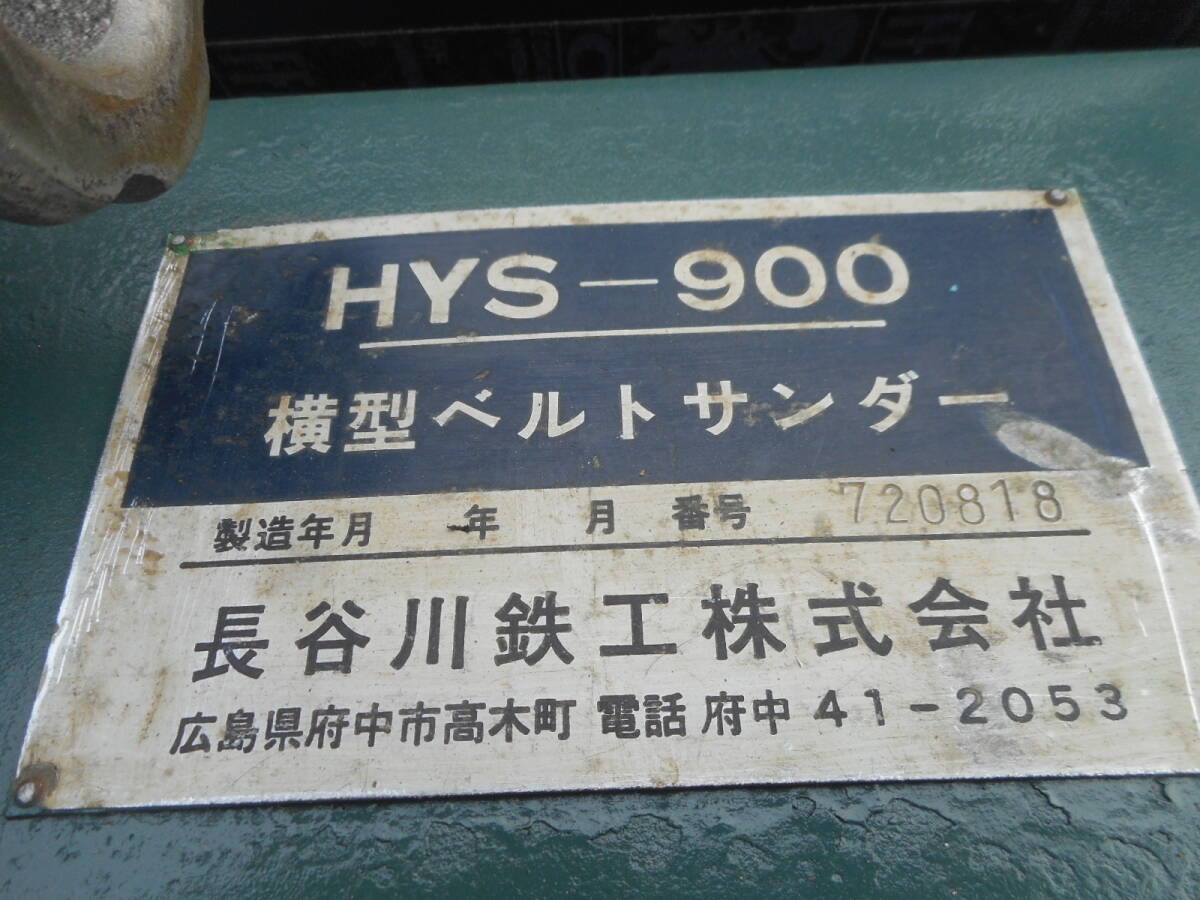 HYS-900
横型ベルトサンダー
製造年月 年 月 番号 720818
長谷川鉄工株式会社
広島県府中市高木町 電話 府中 41-2053